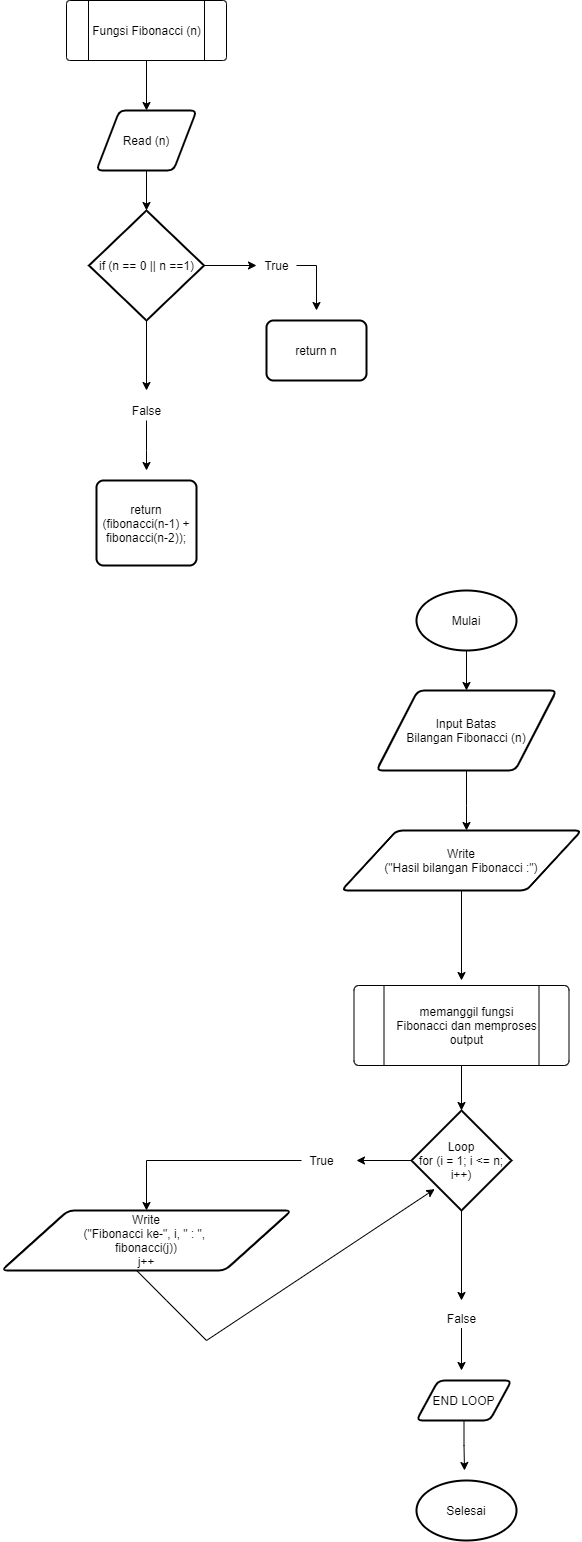 Fungsi Fibonacci (n)
Read (n)
if (n == 0 || n ==1)
True
return n
False
return
(fibonacci(n-1) +
fibonacci(n-2));
Mulai
Input Batas
Bilangan Fibonacci (n)
Write
("Hasil bilangan Fibonacci :")
memanggil fungsi
Fibonacci dan memproses
output
Loop
for (i = 1; i <= n;
i++)
True
Write
("Fibonacci ke-", i, " : ",
fibonacci(j))
j++
False
END LOOP
Selesai